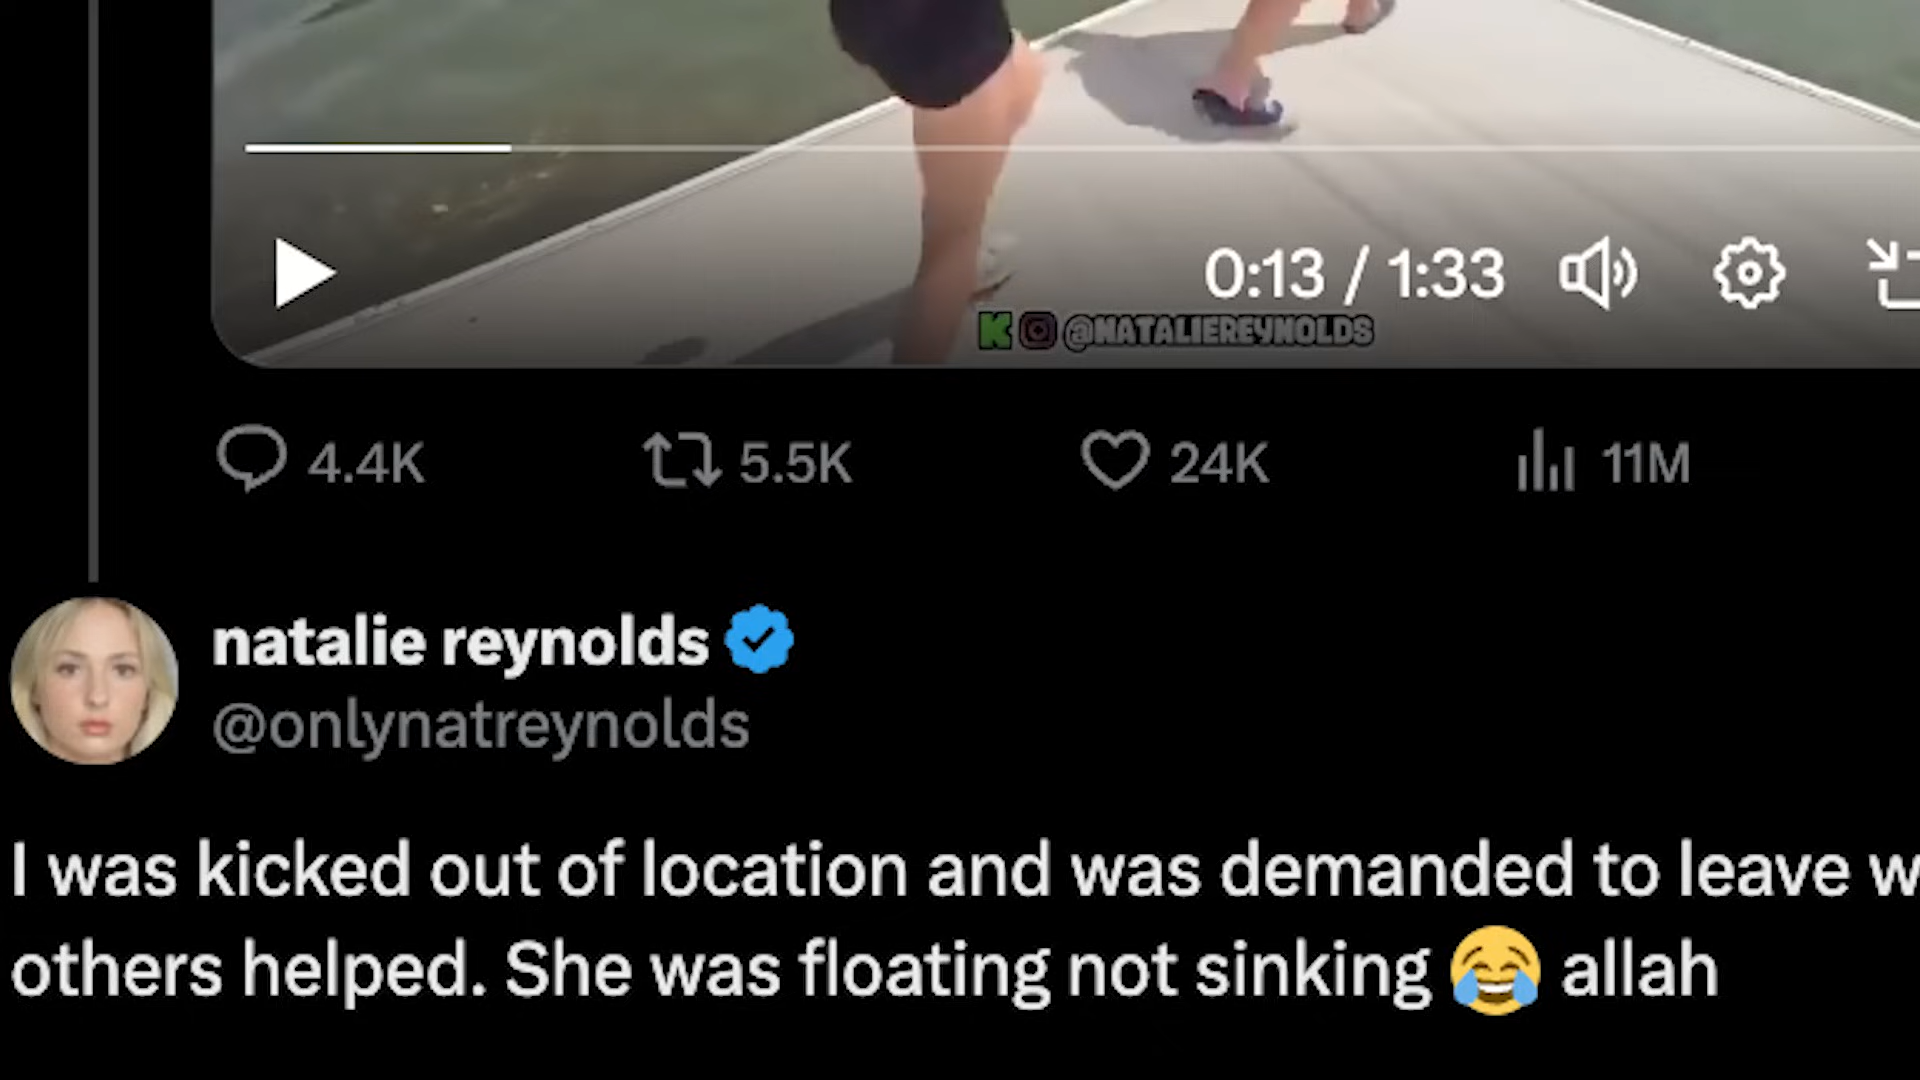 0:13 / 1:33
@NATALIEREYNOLDS
4.4K 5.5K 24K 11M
natalie reynolds
@onlynatreynolds
I was kicked out of location and was demanded to leave
others helped. She was floating not sinking 😂 allah